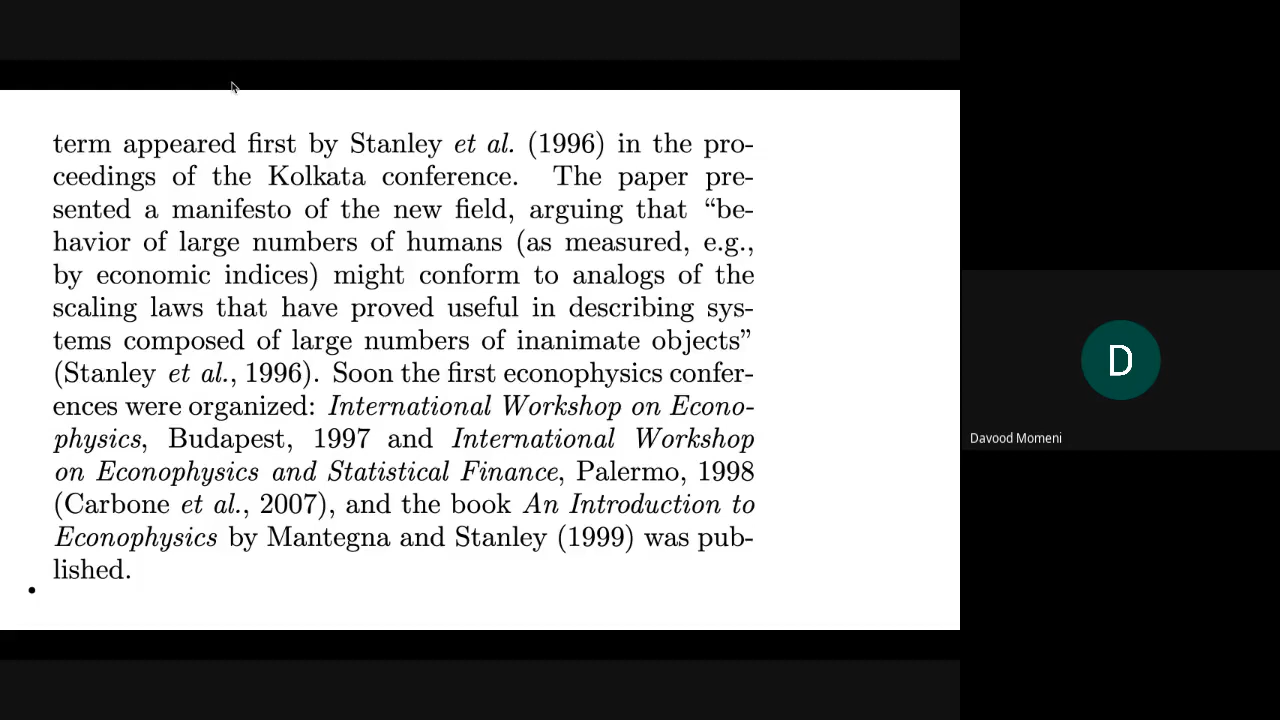 term appeared first by Stanley et al. (1996) in the pro-
ceedings of the Kolkata conference. The paper pre-
sented a manifesto of the new field, arguing that “be-
havior of large numbers of humans (as measured, e.g.,
by economic indices) might conform to analogs of the
scaling laws that have proved useful in describing sys-
tems composed of large numbers of inanimate objects”
(Stanley et al., 1996). Soon the first econophysics confer-
ences were organized: International Workshop on Econo-
physics, Budapest, 1997 and International Workshop
on Econophysics and Statistical Finance, Palermo, 1998
(Carbone et al., 2007), and the book An Introduction to
Econophysics by Mantegna and Stanley (1999) was pub-
lished.
•
D
Davood Momeni